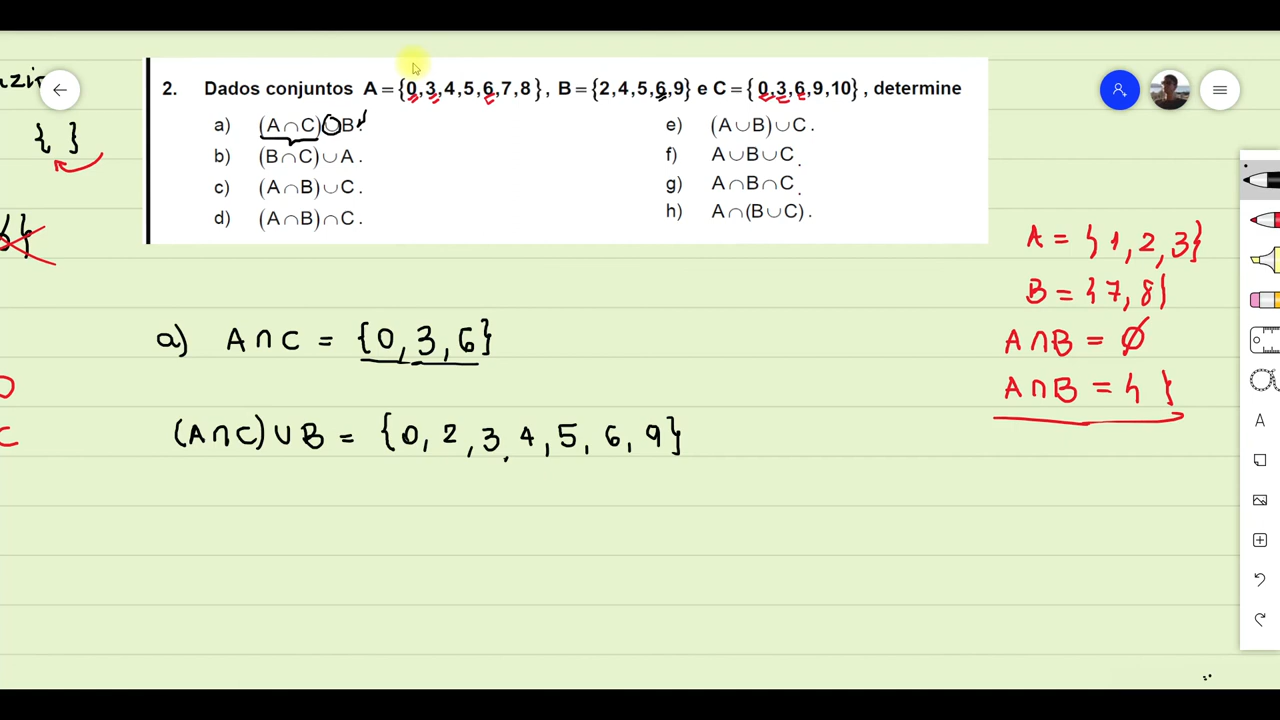 2. Dados conjuntos A={0,3,4,5,6,7,8}, B={2,4,5,6,9} e C={0,3,6,9,10}, determine
a) (A∩C)∪B.
b) (B∩C)∪A.
c) (A∩B)∪C.
d) (A∩B)∩C.
e) (A∪B)∪C.
f) A∪B∪C.
g) A∩B∩C.
h) A∩(B∪C).
{ }
A = {1, 2, 3}
B = {7, 8}
A∩B = ∅
A∩B = { }
a) A∩C = {0, 3, 6}
(A∩C)∪B = {0, 2, 3, 4, 5, 6, 9}
A